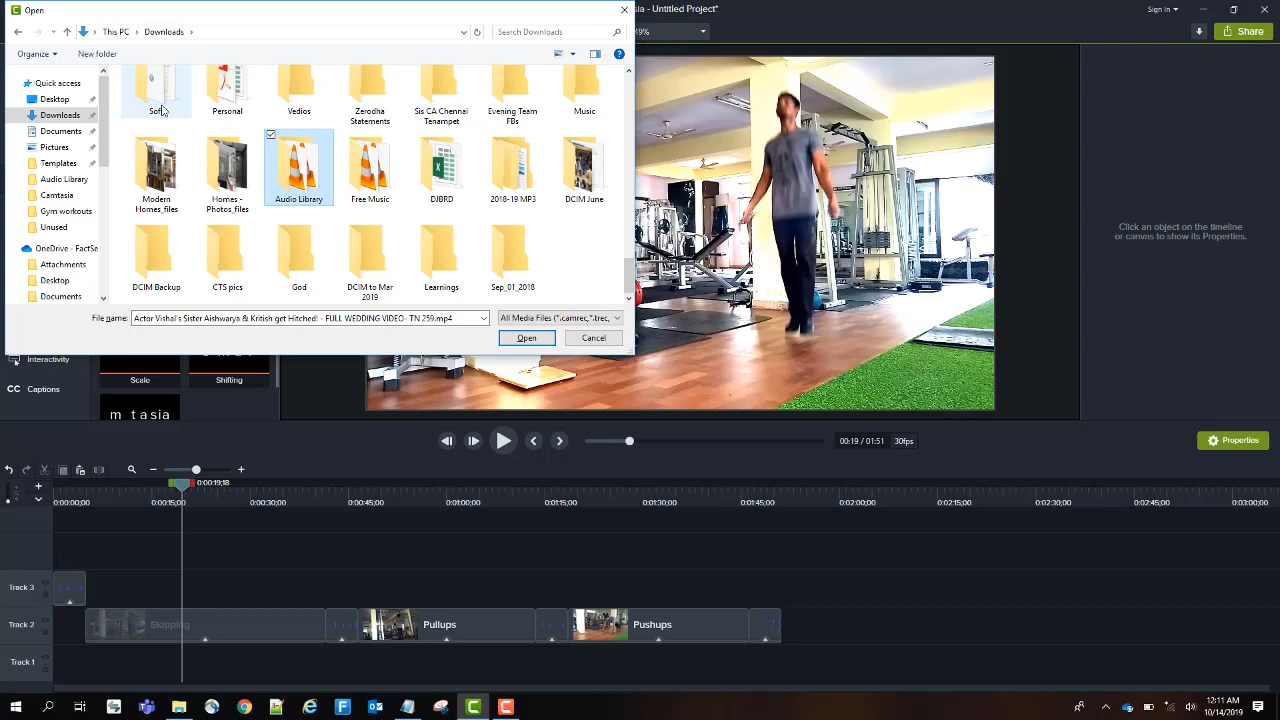 Open
sia - Untitled Project*
Sign in
This PC > Downloads >
Search Downloads
49%
Share
Organize
New folder
Quick access
Desktop
Downloads
Documents
Pictures
Templates
Audio Library
Camtasia
Gym workouts
Unused
OneDrive - FactSe
Attachments
Desktop
Documents
Personal
Vedios
Zerodha
Statements
Sis CA Chennai
Tenampet
Evening Team
FBs
Music
Modern
Homes_files
Homes -
Photos_files
Audio Library
Free Music
DJBRD
2018-19 MP3
DCIM June
DCIM Backup
CTS pics
God
DCIM to Mar
2019
Learnings
Sep_01_2018
File name:
Actor Vishal's Sister Aishwarya & Kritish get Hitched! - FULL WEDDING VIDEO- TN 259.mp4
All Media Files (*.camrec,*.trec,
Open
Cancel
Click an object on the timeline
or canvas to show its Properties.
Interactivity
Captions
Scale
Shifting
m tasia
00:19 / 01:51
30fps
Properties
0:00:19;18
0:00:00;00
0:00:15;00
0:00:30;00
0:00:45;00
0:01:00;00
0:01:15;00
0:01:30;00
0:01:45;00
0:02:00;00
0:02:15;00
0:02:30;00
0:02:45;00
0:03:00;00
Track 3
Track 2
Skipping
Pullups
Pushups
Track 1
12:11 AM
10/14/2019